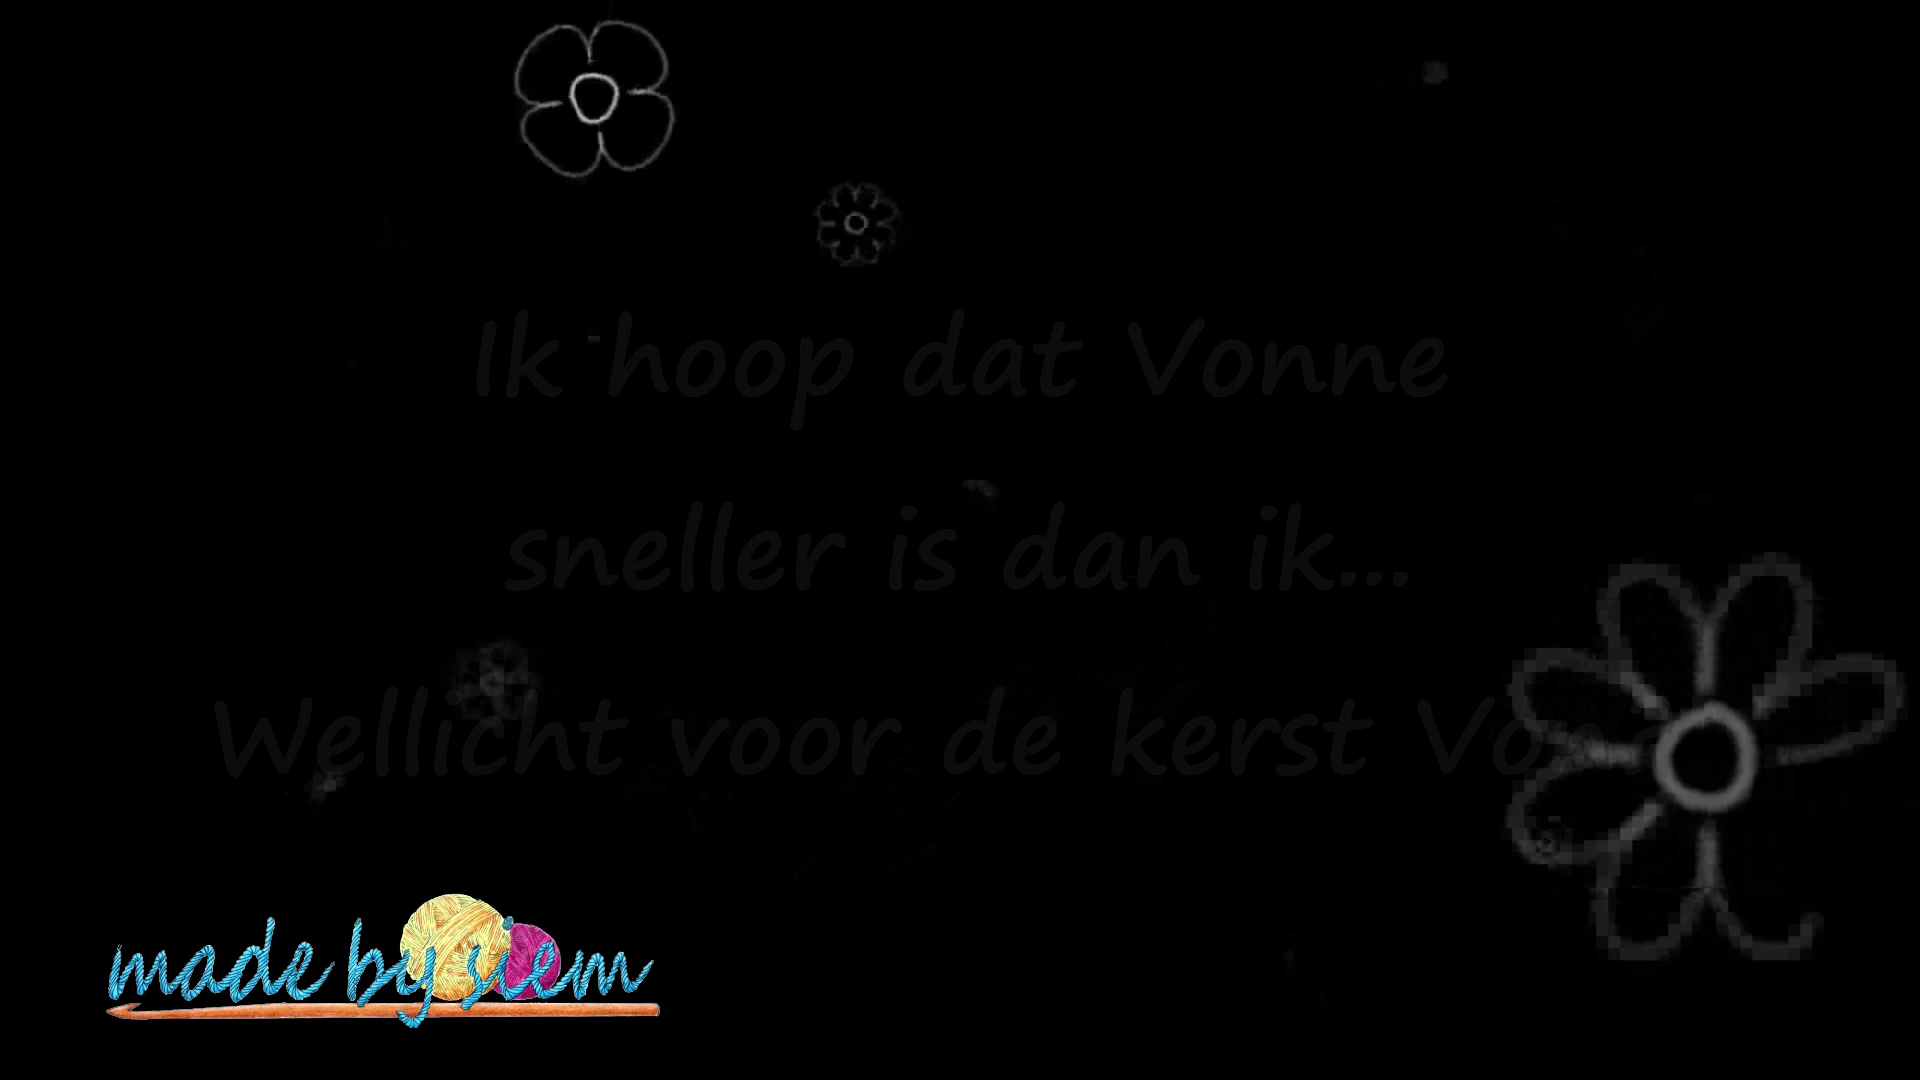 Ik hoop dat Vonne
sneller is dan ik...
Wellicht voor de kerst
made by siem